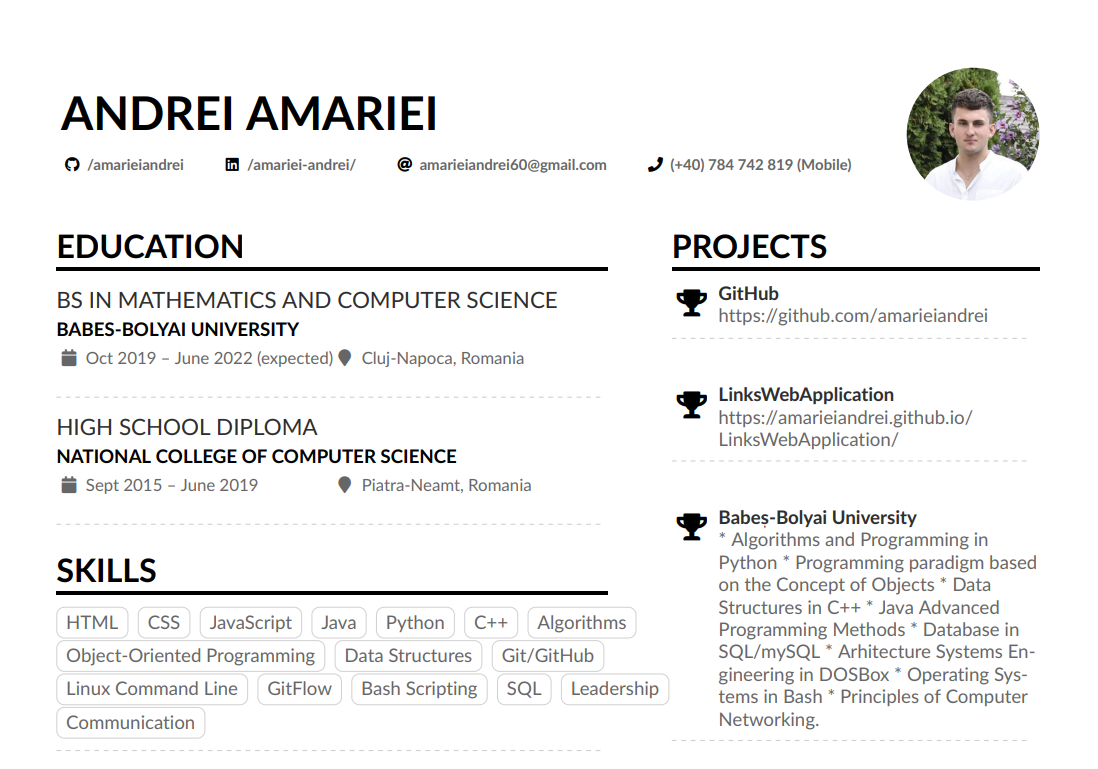 ANDREI AMARIEI
/amarieiandrei /amariei-andrei/ amarieiandrei60@gmail.com (+40) 784 742 819 (Mobile)
EDUCATION
BS IN MATHEMATICS AND COMPUTER SCIENCE
BABES-BOLYAI UNIVERSITY
Oct 2019 – June 2022 (expected) Cluj-Napoca, Romania
HIGH SCHOOL DIPLOMA
NATIONAL COLLEGE OF COMPUTER SCIENCE
Sept 2015 – June 2019 Piatra-Neamt, Romania
SKILLS
HTML CSS JavaScript Java Python C++ Algorithms
Object-Oriented Programming Data Structures Git/GitHub
Linux Command Line GitFlow Bash Scripting SQL Leadership
Communication
PROJECTS
GitHub
https://github.com/amarieiandrei
LinksWebApplication
https://amarieiandrei.github.io/
LinksWebApplication/
Babeș-Bolyai University
* Algorithms and Programming in
Python * Programming paradigm based
on the Concept of Objects * Data
Structures in C++ * Java Advanced
Programming Methods * Database in
SQL/mySQL * Arhitecture Systems En-
gineering in DOSBox * Operating Sys-
tems in Bash * Principles of Computer
Networking.